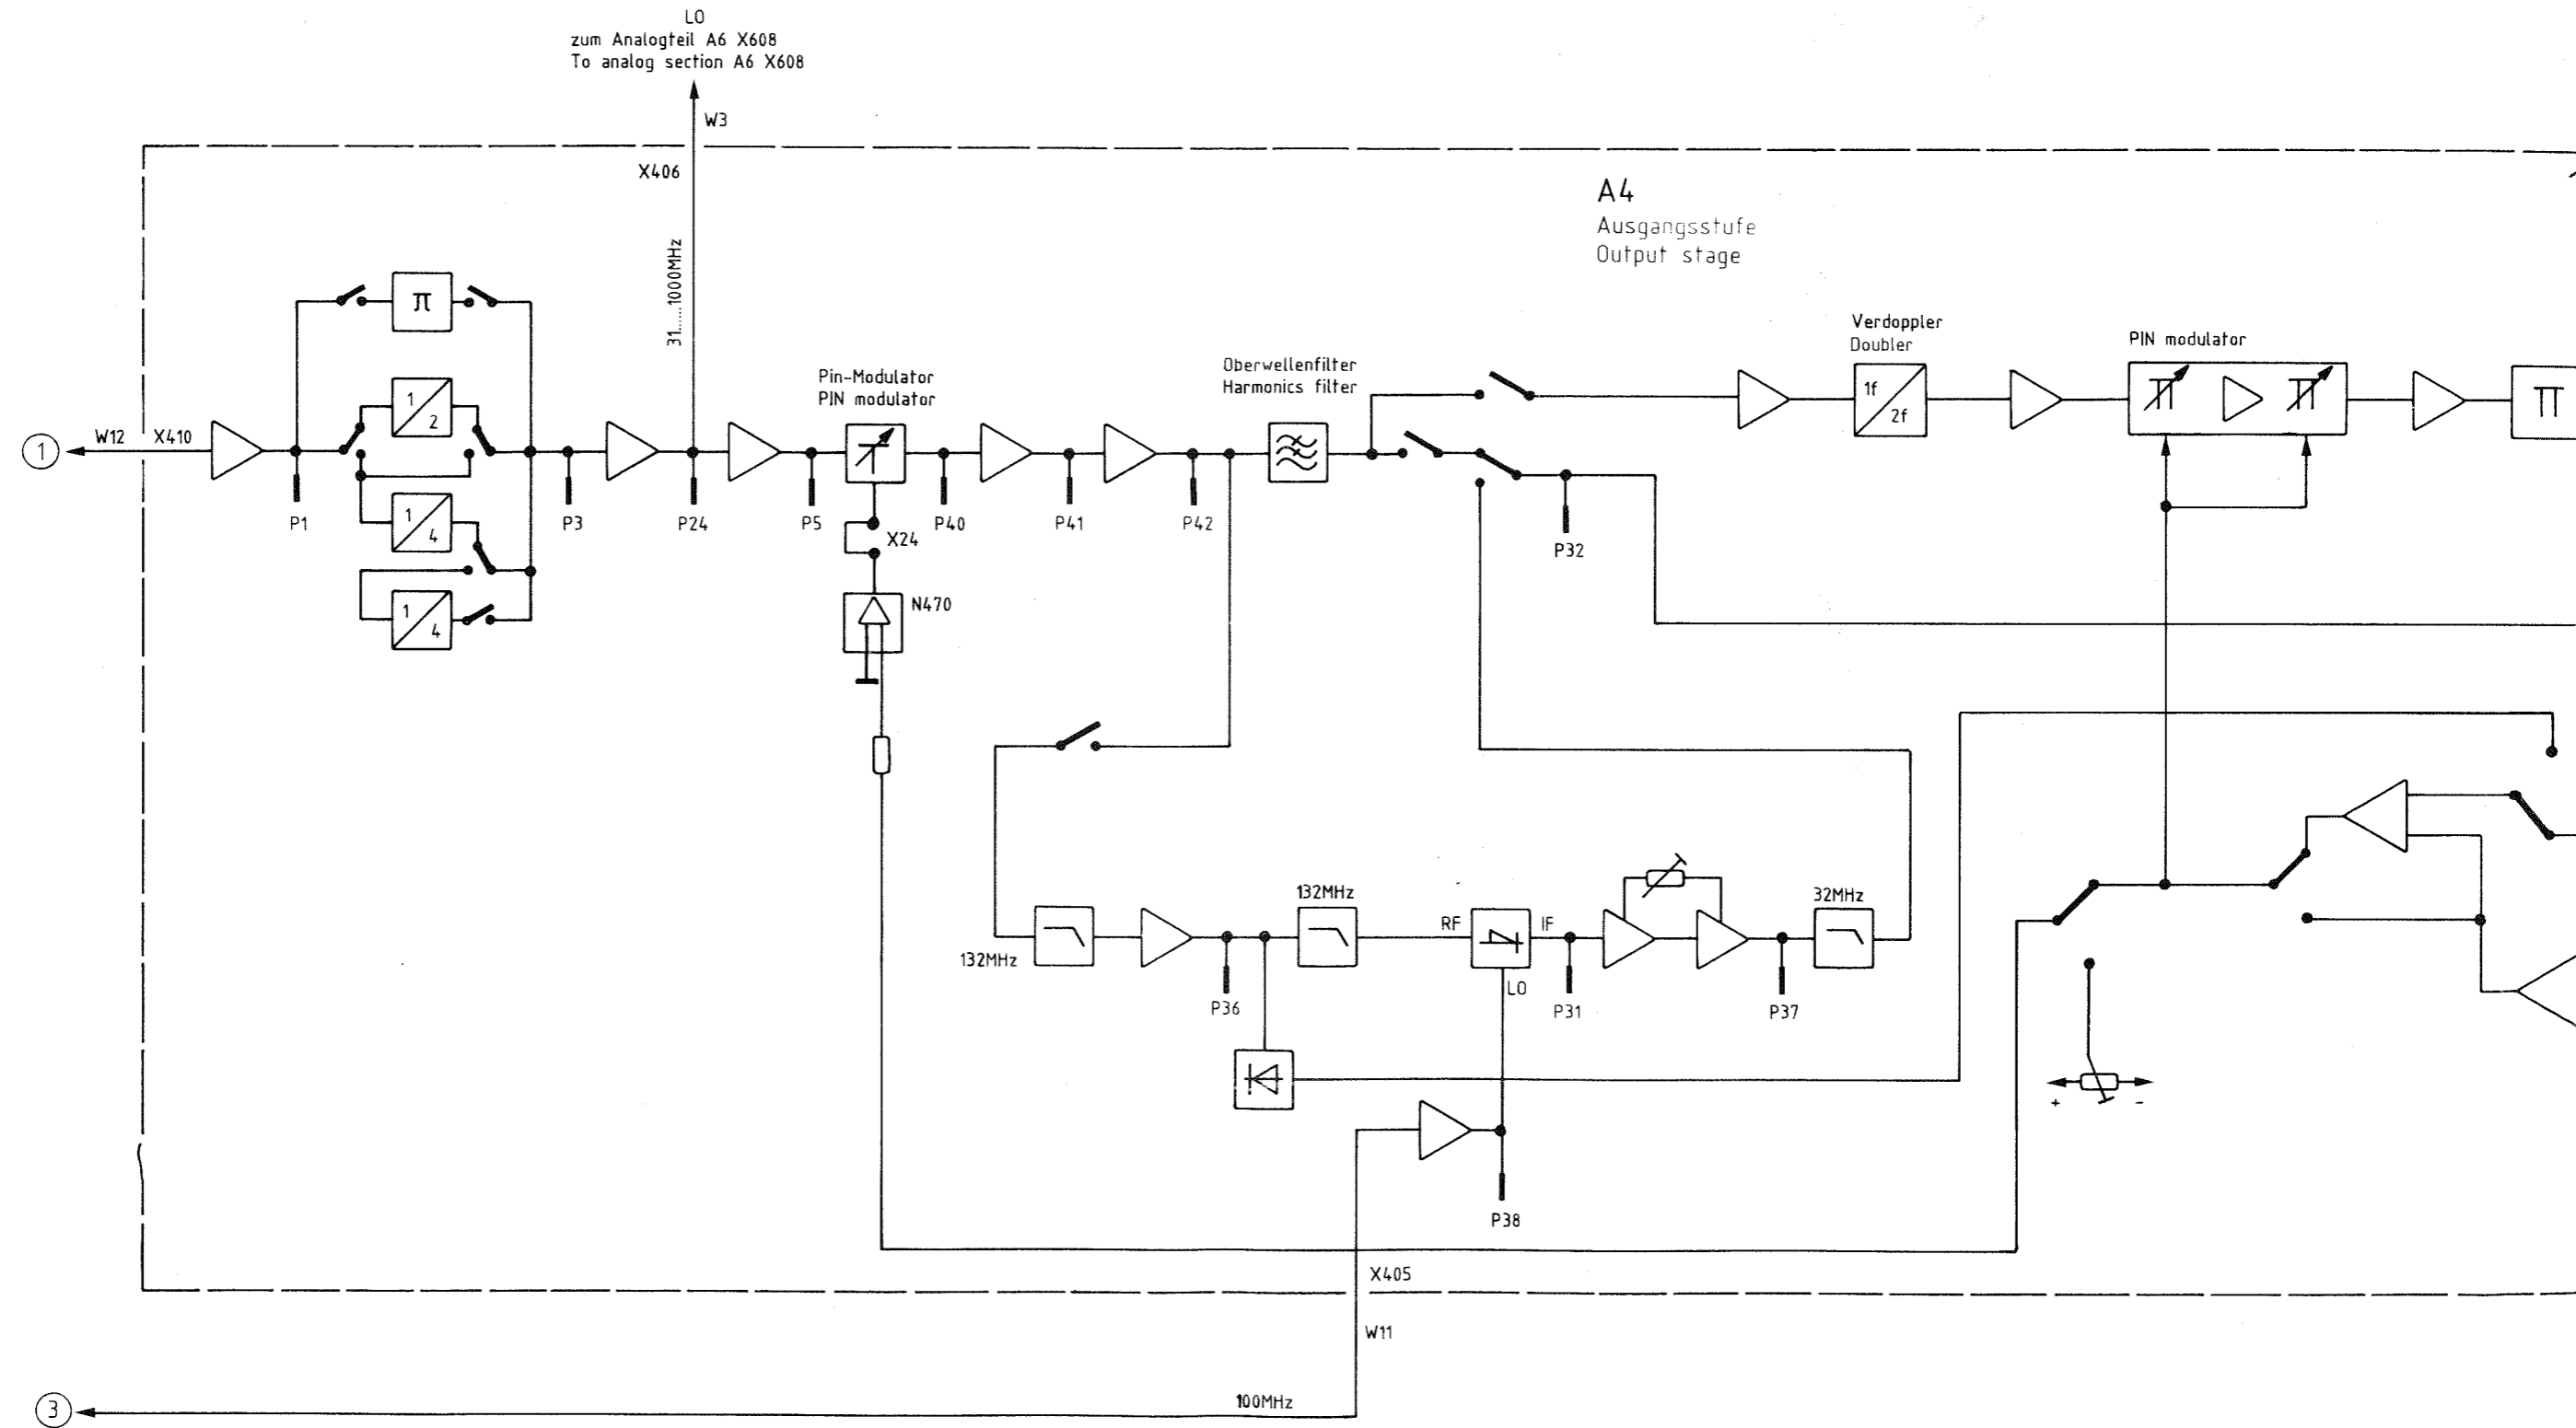 LO
zum Analogteil A6 X608
To analog section A6 X608
W3
X406
A4
Ausgangsstufe
Output stage
31......1000MHz
π
Verdoppler
Doubler
PIN modulator
Oberwellenfilter
Harmonics filter
Pin-Modulator
PIN modulator
1
2
1f
2f
1
W12
X410
P1
1
4
P3
P24
P5
X24
P40
P41
P42
P32
1
4
N470
132MHz
32MHz
RF
IF
132MHz
LO
P36
P31
P37
+
-
P38
X405
W11
3
100MHz